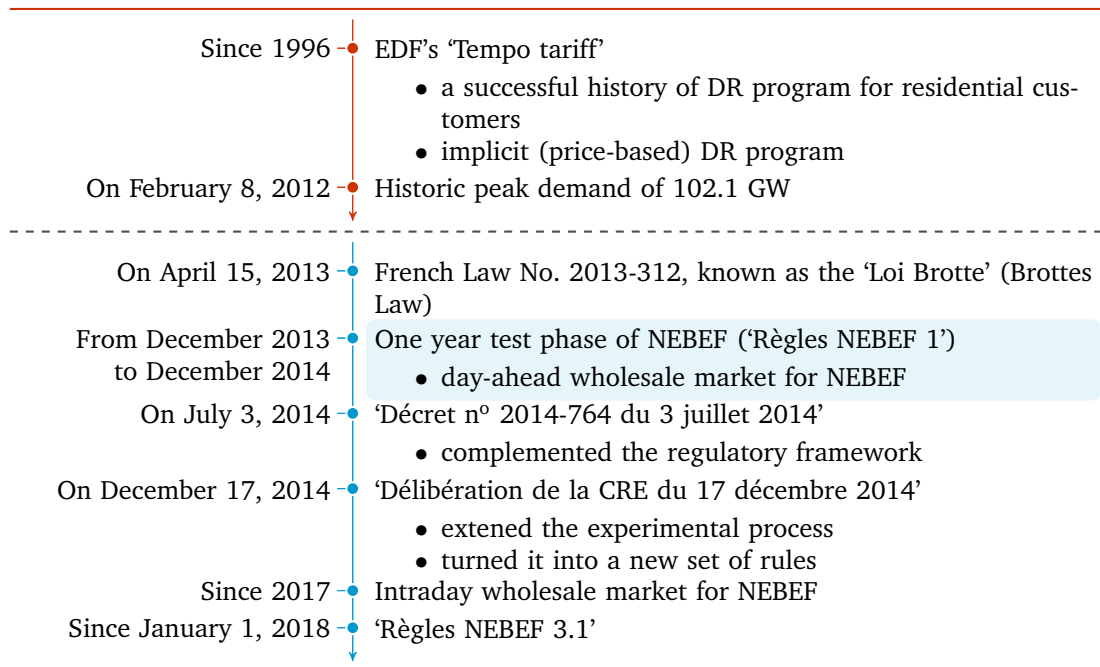 Since 1996 EDF’s ‘Tempo tariff’
• a successful history of DR program for residential cus-
tomers
• implicit (price-based) DR program
On February 8, 2012 Historic peak demand of 102.1 GW
On April 15, 2013 French Law No. 2013-312, known as the ‘Loi Brotte’ (Brottes
Law)
From December 2013 One year test phase of NEBEF (‘Règles NEBEF 1’)
to December 2014 • day-ahead wholesale market for NEBEF
On July 3, 2014 ‘Décret nº 2014-764 du 3 juillet 2014’
• complemented the regulatory framework
On December 17, 2014 ‘Délibération de la CRE du 17 décembre 2014’
• extened the experimental process
• turned it into a new set of rules
Since 2017 Intraday wholesale market for NEBEF
Since January 1, 2018 ‘Règles NEBEF 3.1’